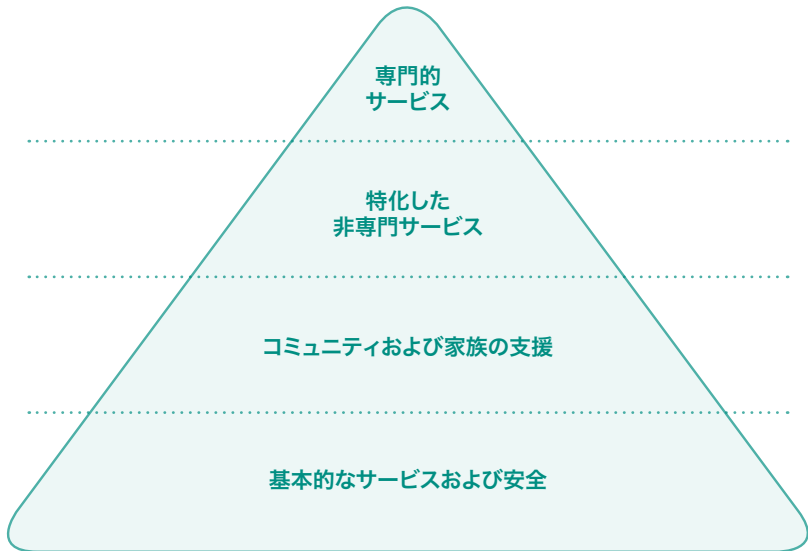 専門的
サービス
特化した
非専門サービス
コミュニティおよび家族の支援
基本的なサービスおよび安全